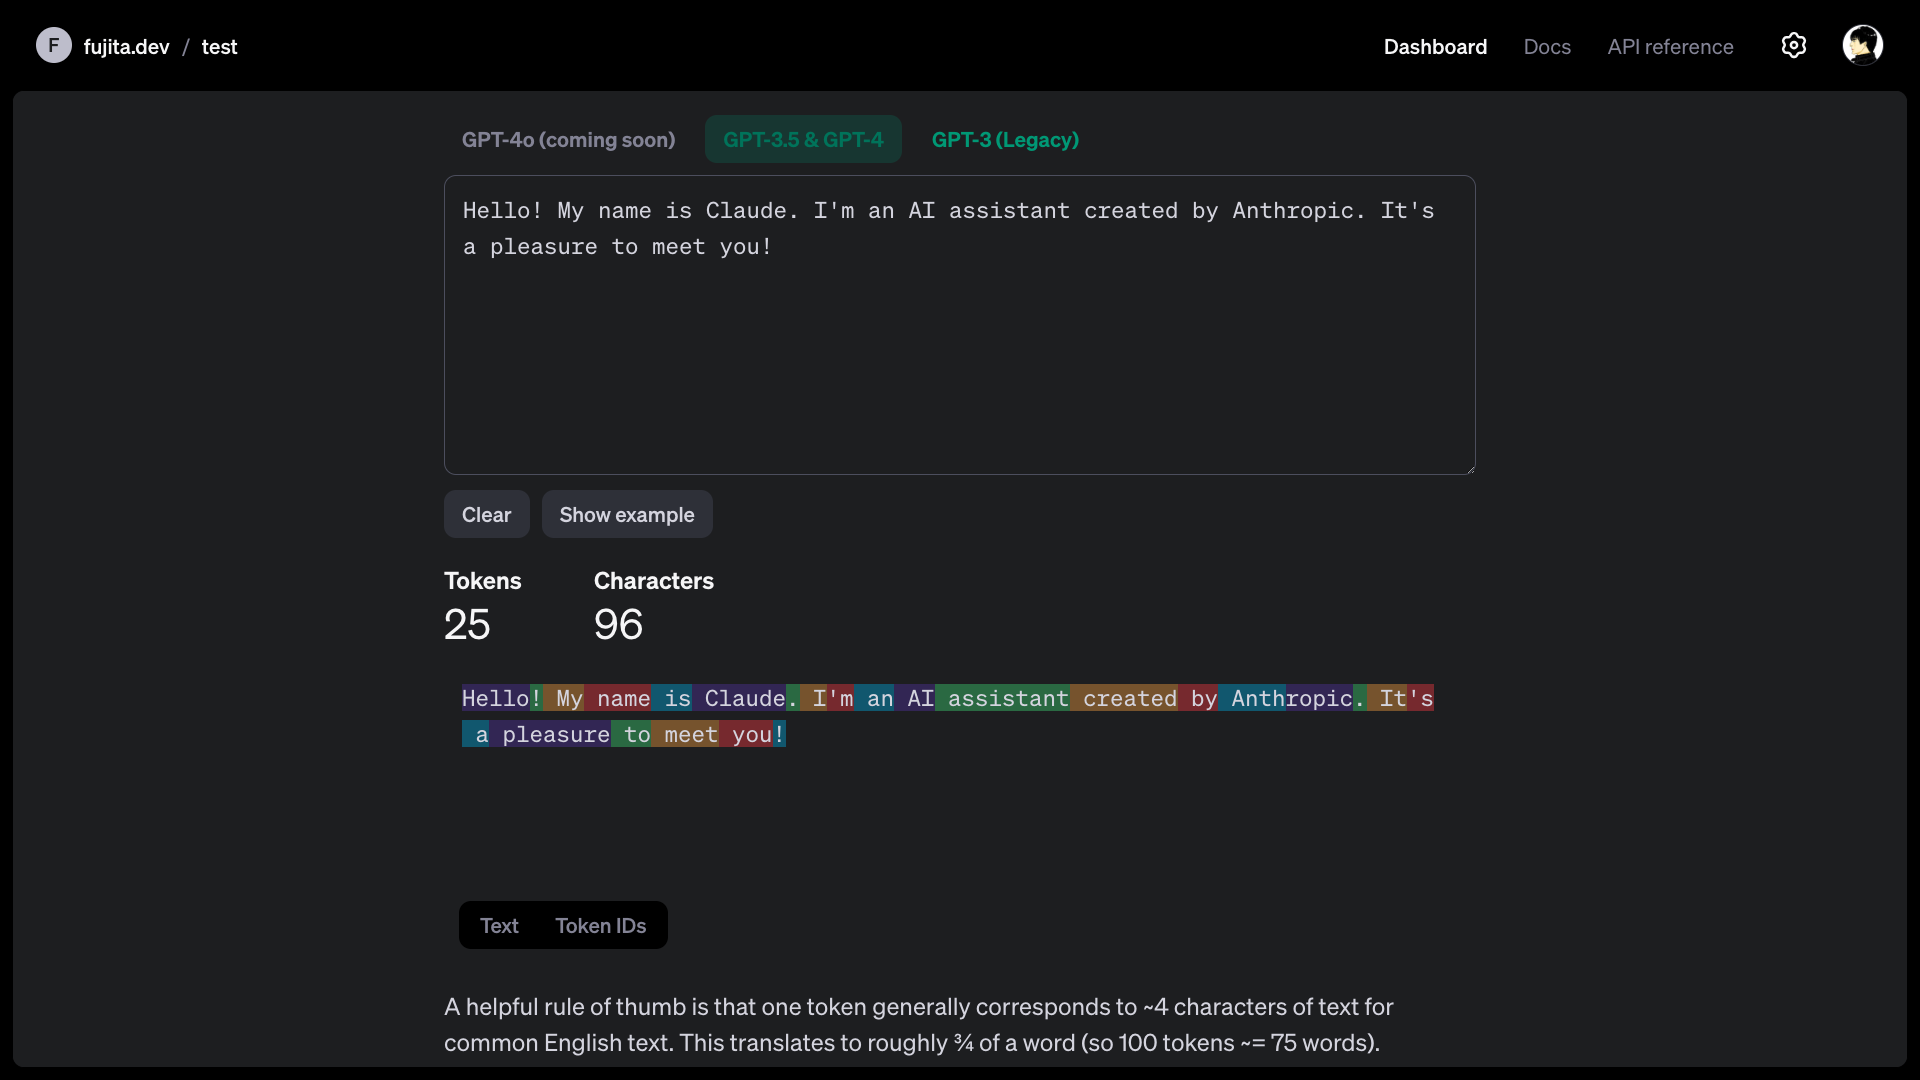 F fujita.dev / test Dashboard Docs API reference
GPT-4o (coming soon) GPT-3.5 & GPT-4 GPT-3 (Legacy)
Hello! My name is Claude. I'm an AI assistant created by Anthropic. It's
a pleasure to meet you!
Clear Show example
Tokens Characters
25 96
Hello! My name is Claude. I'm an AI assistant created by Anthropic. It's
a pleasure to meet you!
Text Token IDs
A helpful rule of thumb is that one token generally corresponds to ~4 characters of text for
common English text. This translates to roughly ¾ of a word (so 100 tokens ~= 75 words).